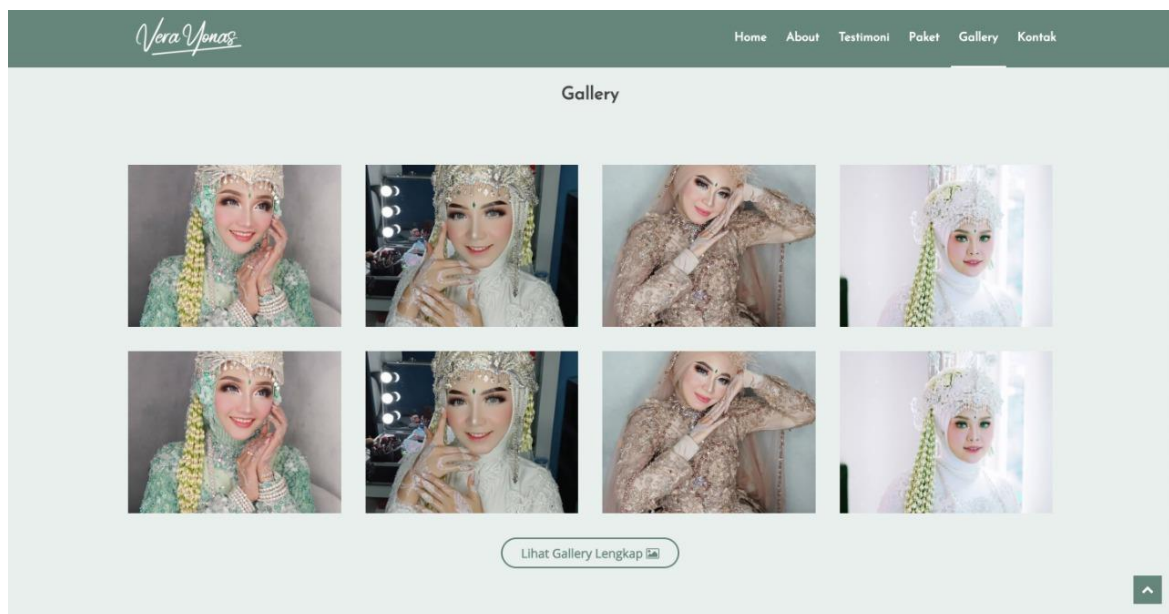 Vera Yonas
Home About Testimoni Paket Gallery Kontak
Gallery
Lihat Gallery Lengkap